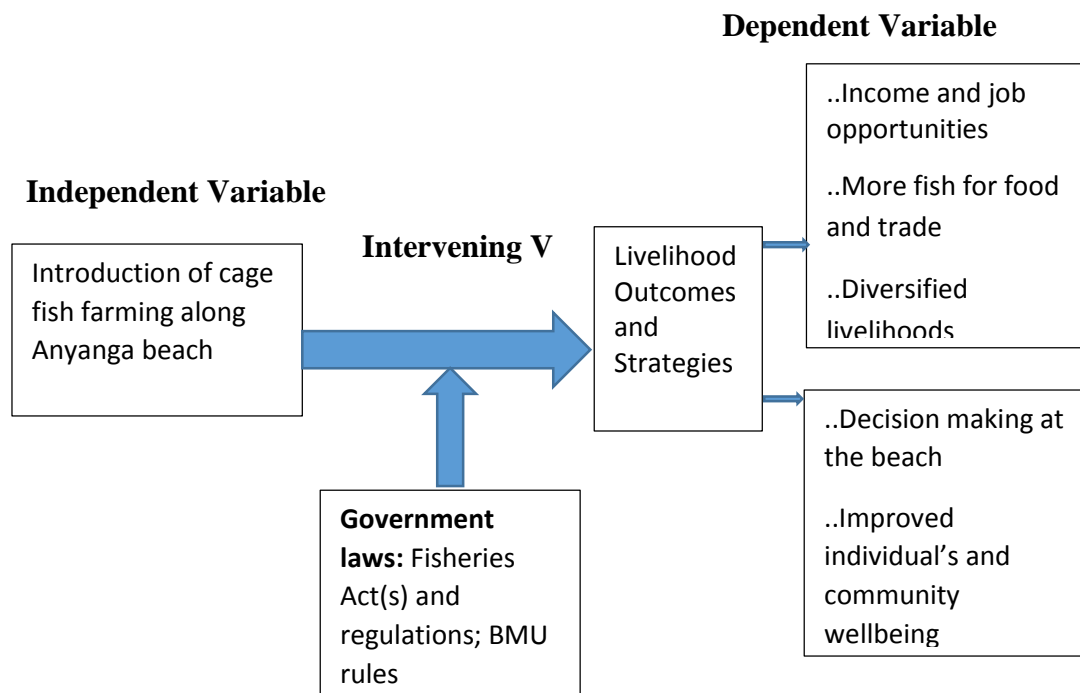 Dependent Variable
..Income and job
opportunities
..More fish for food
and trade
..Diversified
livelihoods
Independent Variable
Introduction of cage
fish farming along
Anyanga beach
Intervening V
Livelihood
Outcomes
and
Strategies
..Decision making at
the beach
..Improved
individual's and
community
wellbeing
Government
laws: Fisheries
Act(s) and
regulations; BMU
rules